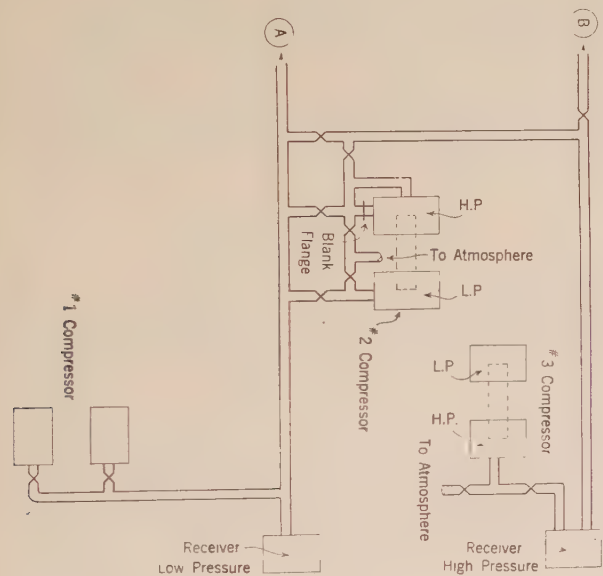 A
B
H.P
Blank
Flange
To Atmosphere
L.P
#2 Compressor
#1 Compressor
#3 Compressor
L.P
H.P.
To Atmosphere
Receiver
Low Pressure
Receiver
High Pressure